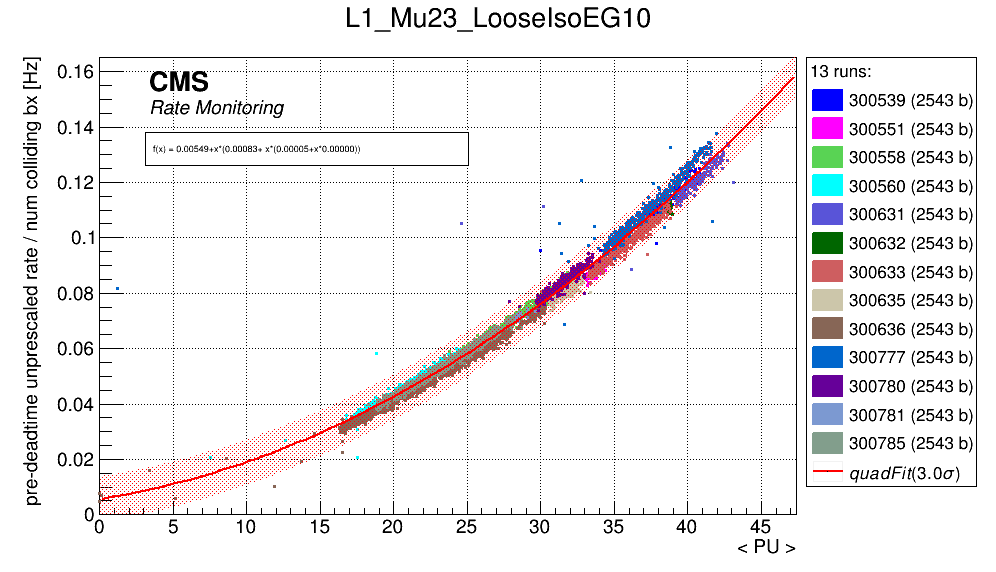 L1_Mu23_LooseIsoEG10
pre-deadtime unprescaled rate / num colliding bx [Hz]
CMS
Rate Monitoring
f(x) = 0.00549+x*(0.00083+ x*(0.00005+x*0.00000))
0.16
0.14
0.12
0.1
0.08
0.06
0.04
0.02
0
0 5 10 15 20 25 30 35 40 45
< PU >
13 runs:
300539 (2543 b)
300551 (2543 b)
300558 (2543 b)
300560 (2543 b)
300631 (2543 b)
300632 (2543 b)
300633 (2543 b)
300635 (2543 b)
300636 (2543 b)
300777 (2543 b)
300780 (2543 b)
300781 (2543 b)
300785 (2543 b)
quadFit(3.0σ)